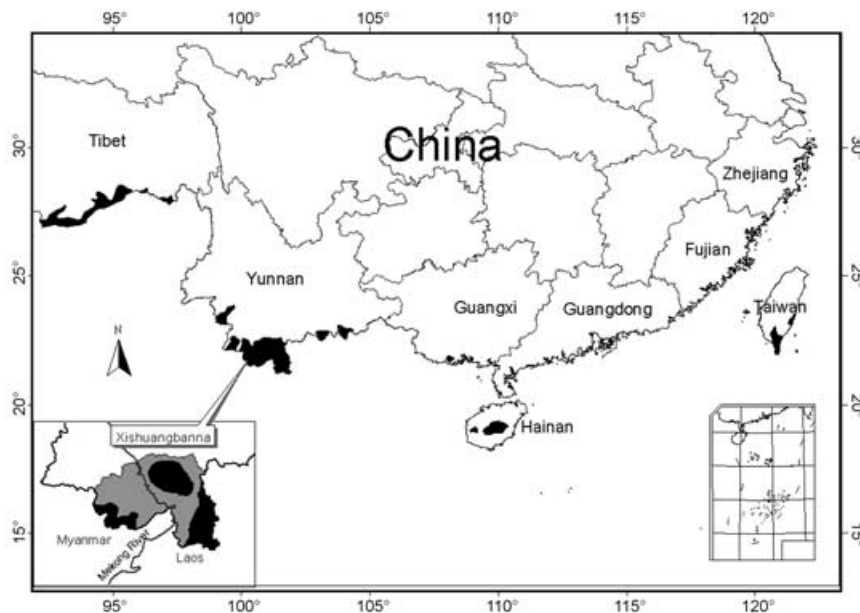 95° 100° 105° 110° 115° 120°
30° Tibet China Zhejiang 30°
Fujian
25° Yunnan Guangxi Guangdong Taiwan 25°
N
20° Hainan 20°
Xishuangbanna
15° Myanmar Laos 15°
Mekong River
95° 100° 105° 110° 115° 120°